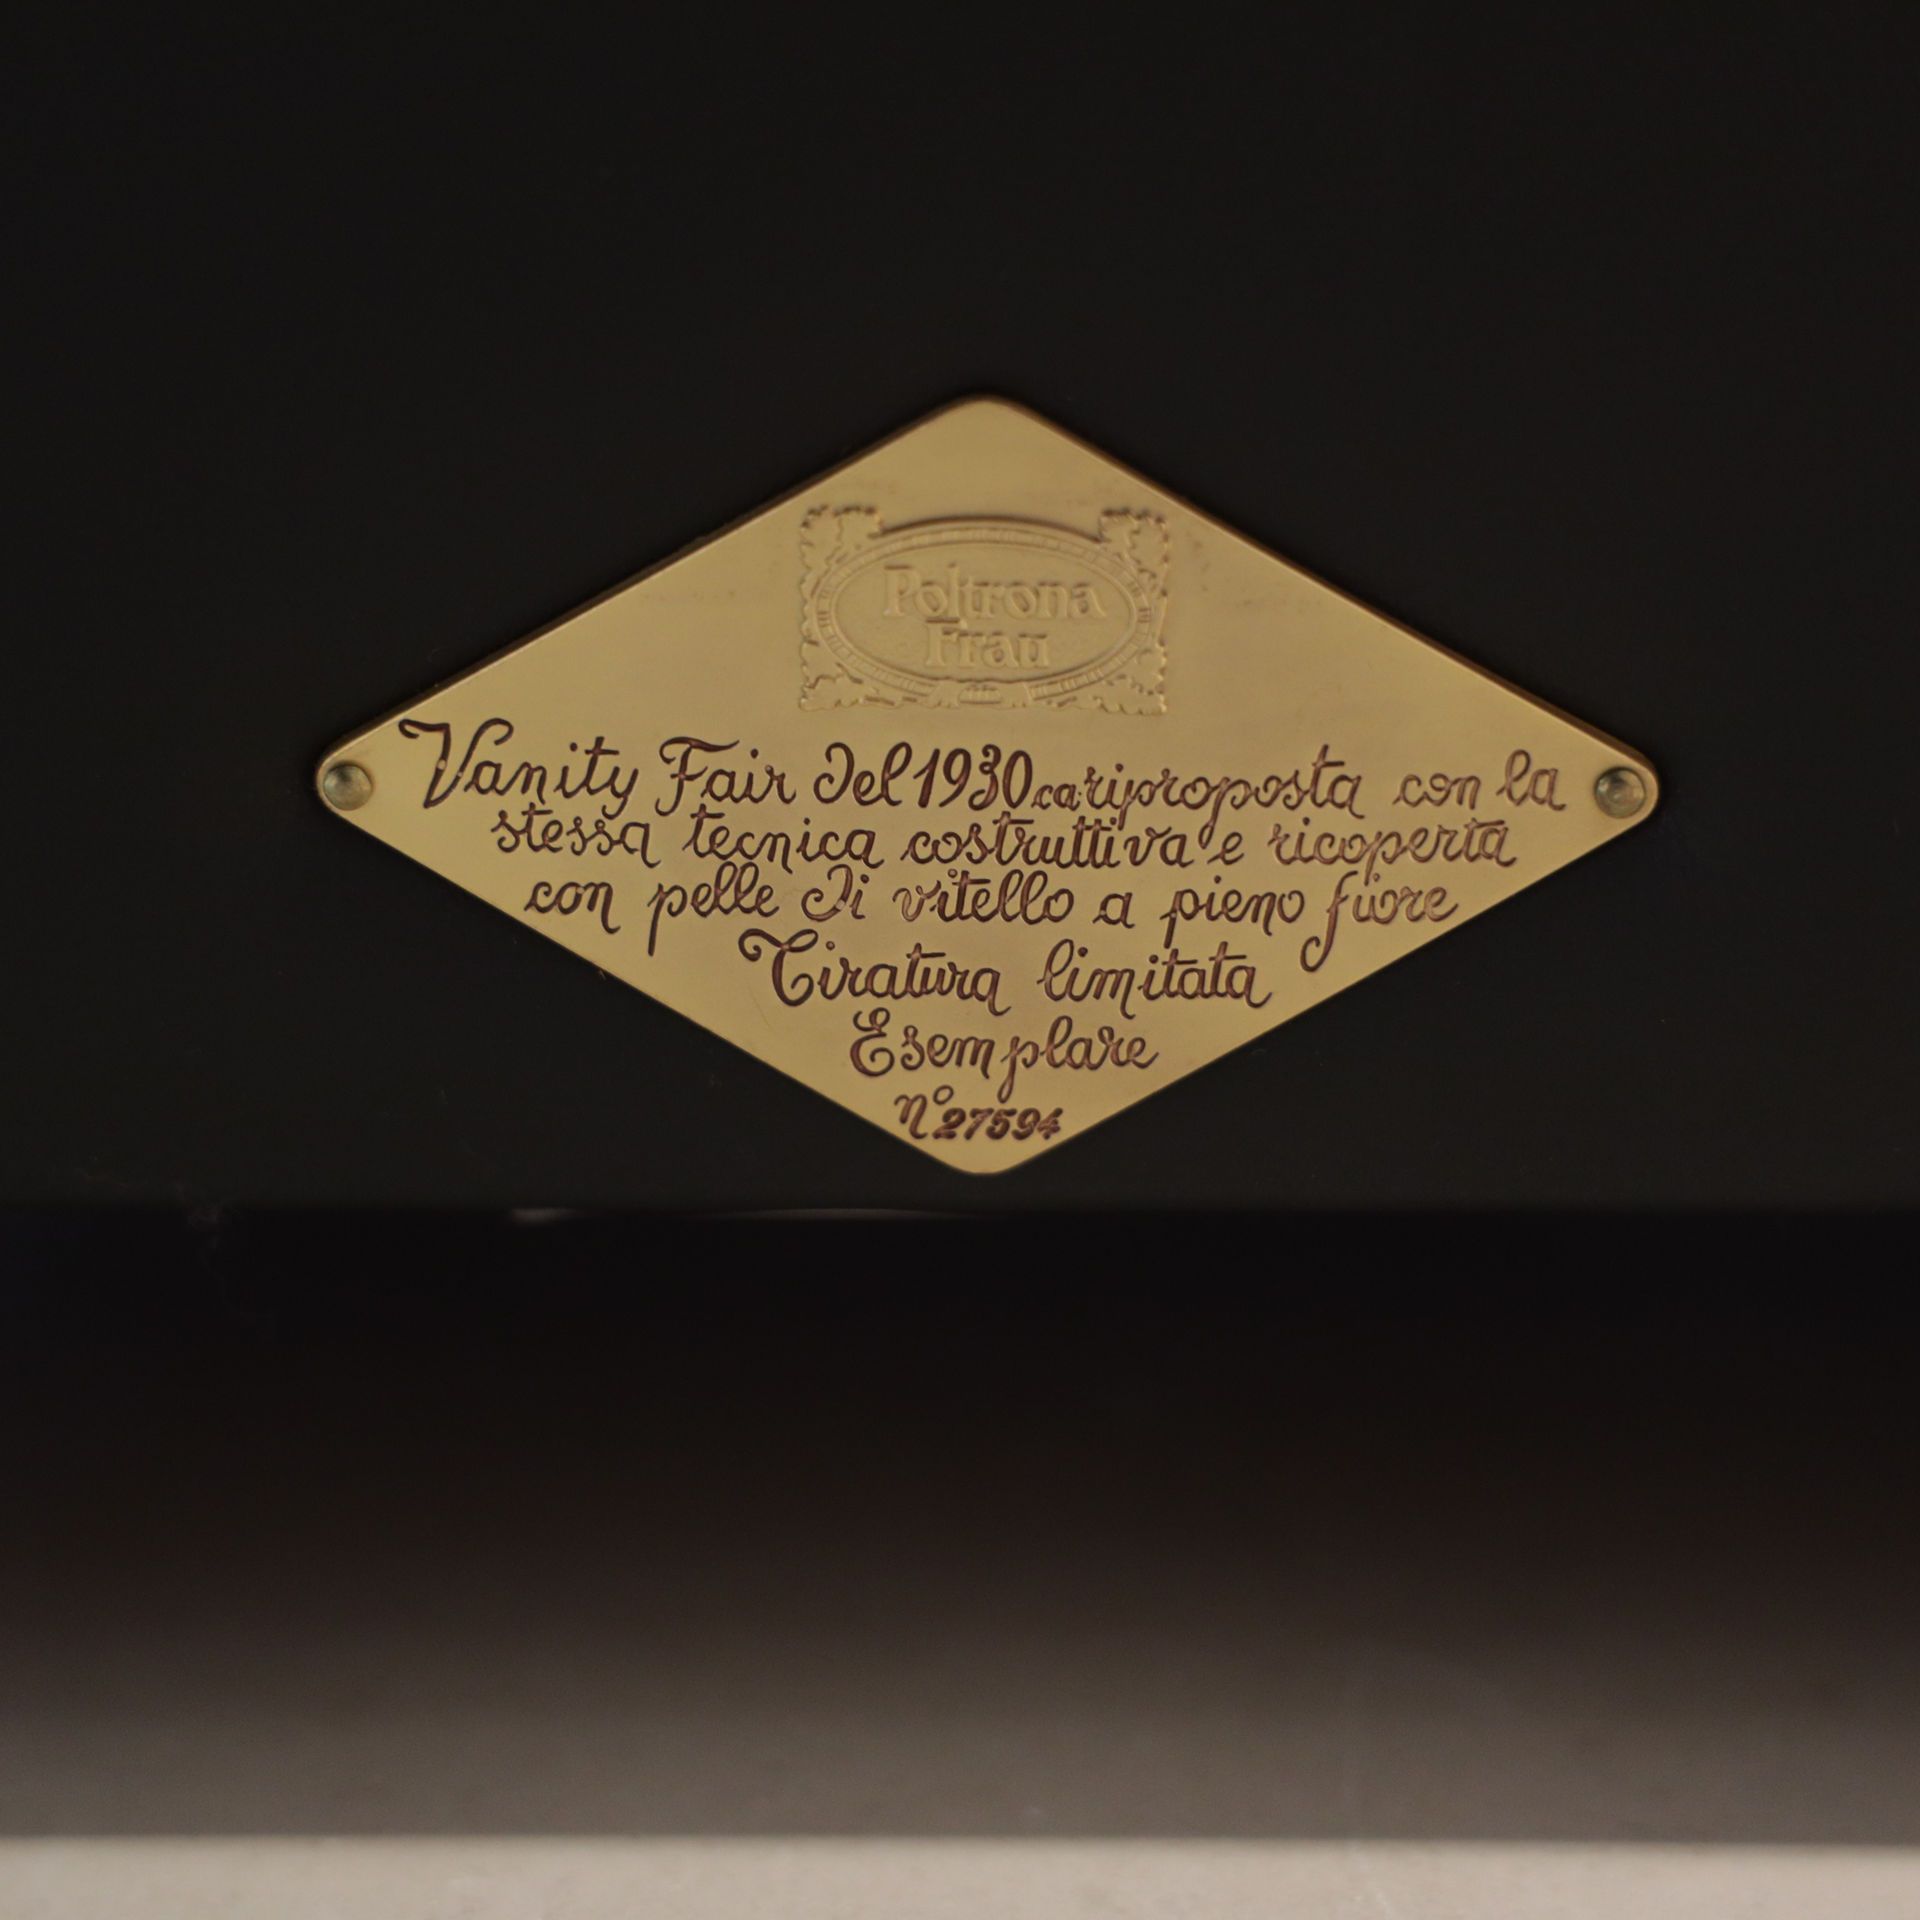 Poltrona
Frau
Vanity Fair del 1930 ca riproposta con la
stessa tecnica costruttiva e ricoperta
con pelle di vitello a pieno fiore
Tiratura limitata
Esemplare
n° 27594